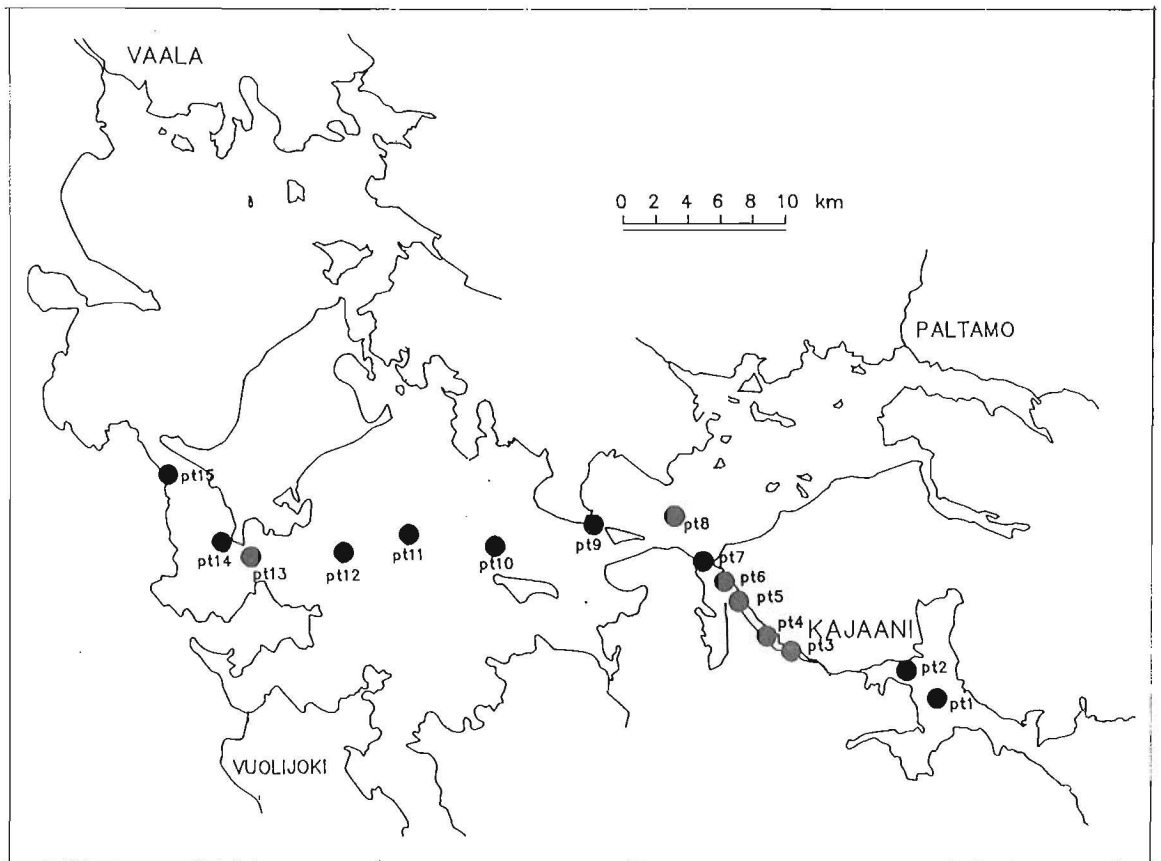 VAALA
0 2 4 6 8 10 km
PALTAMO
pt15
pt8
pt9
pt11
pt10
pt14
pt13
pt12
pt7
pt6
pt5
pt4
KAJAANI
pt3
pt2
pt1
VUOLIJOKI